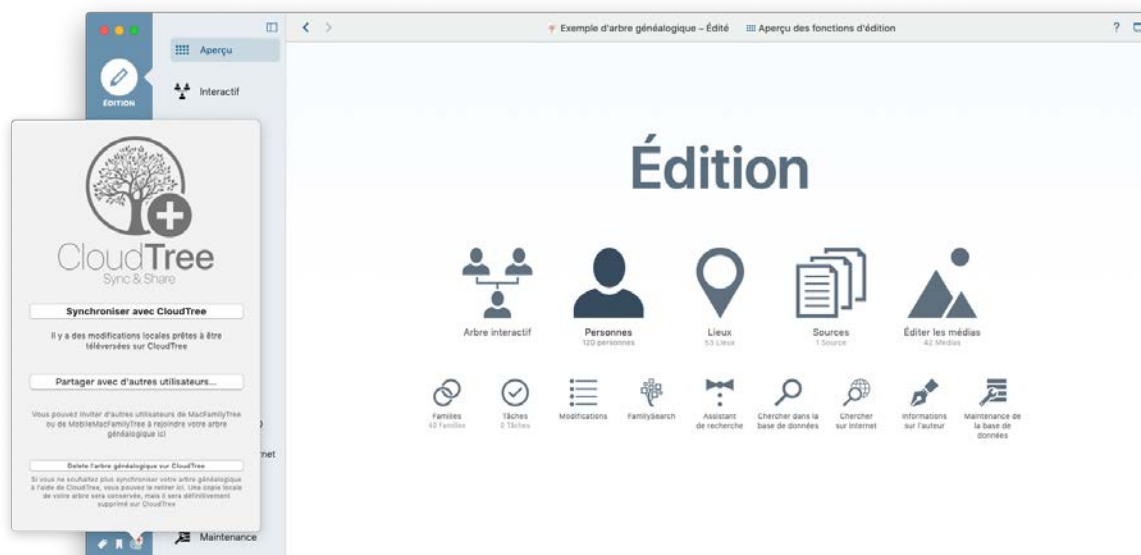 Exemple d'arbre généalogique – Édité
Aperçu des fonctions d'édition
?
ÉDITION
Aperçu
Interactif
CloudTree
Sync & Share
Synchroniser avec CloudTree
Il y a des modifications locales prêtes à être
téléversées sur CloudTree
Partager avec d'autres utilisateurs...
Vous pouvez inviter d'autres utilisateurs de MacFamilyTree
ou de MobileMacFamilyTree à rejoindre votre arbre
généalogique ici
Delete l'arbre généalogique sur CloudTree
Si vous ne souhaitez plus synchroniser votre arbre généalogique
à l'aide de CloudTree, vous pouvez le retirer ici. Une copie locale
de votre arbre sera conservée, mais il sera définitivement
supprimé sur CloudTree
net
Maintenance
Édition
Arbre interactif
Personnes
120 personnes
Lieux
53 Lieux
Sources
1 Source
Éditer les médias
42 Médias
Familles
40 Familles
Tâches
0 Tâches
Modifications
FamilySearch
Assistant
de recherche
Chercher dans la
base de données
Chercher
sur Internet
Informations
sur l'auteur
Maintenance de
la base de
données